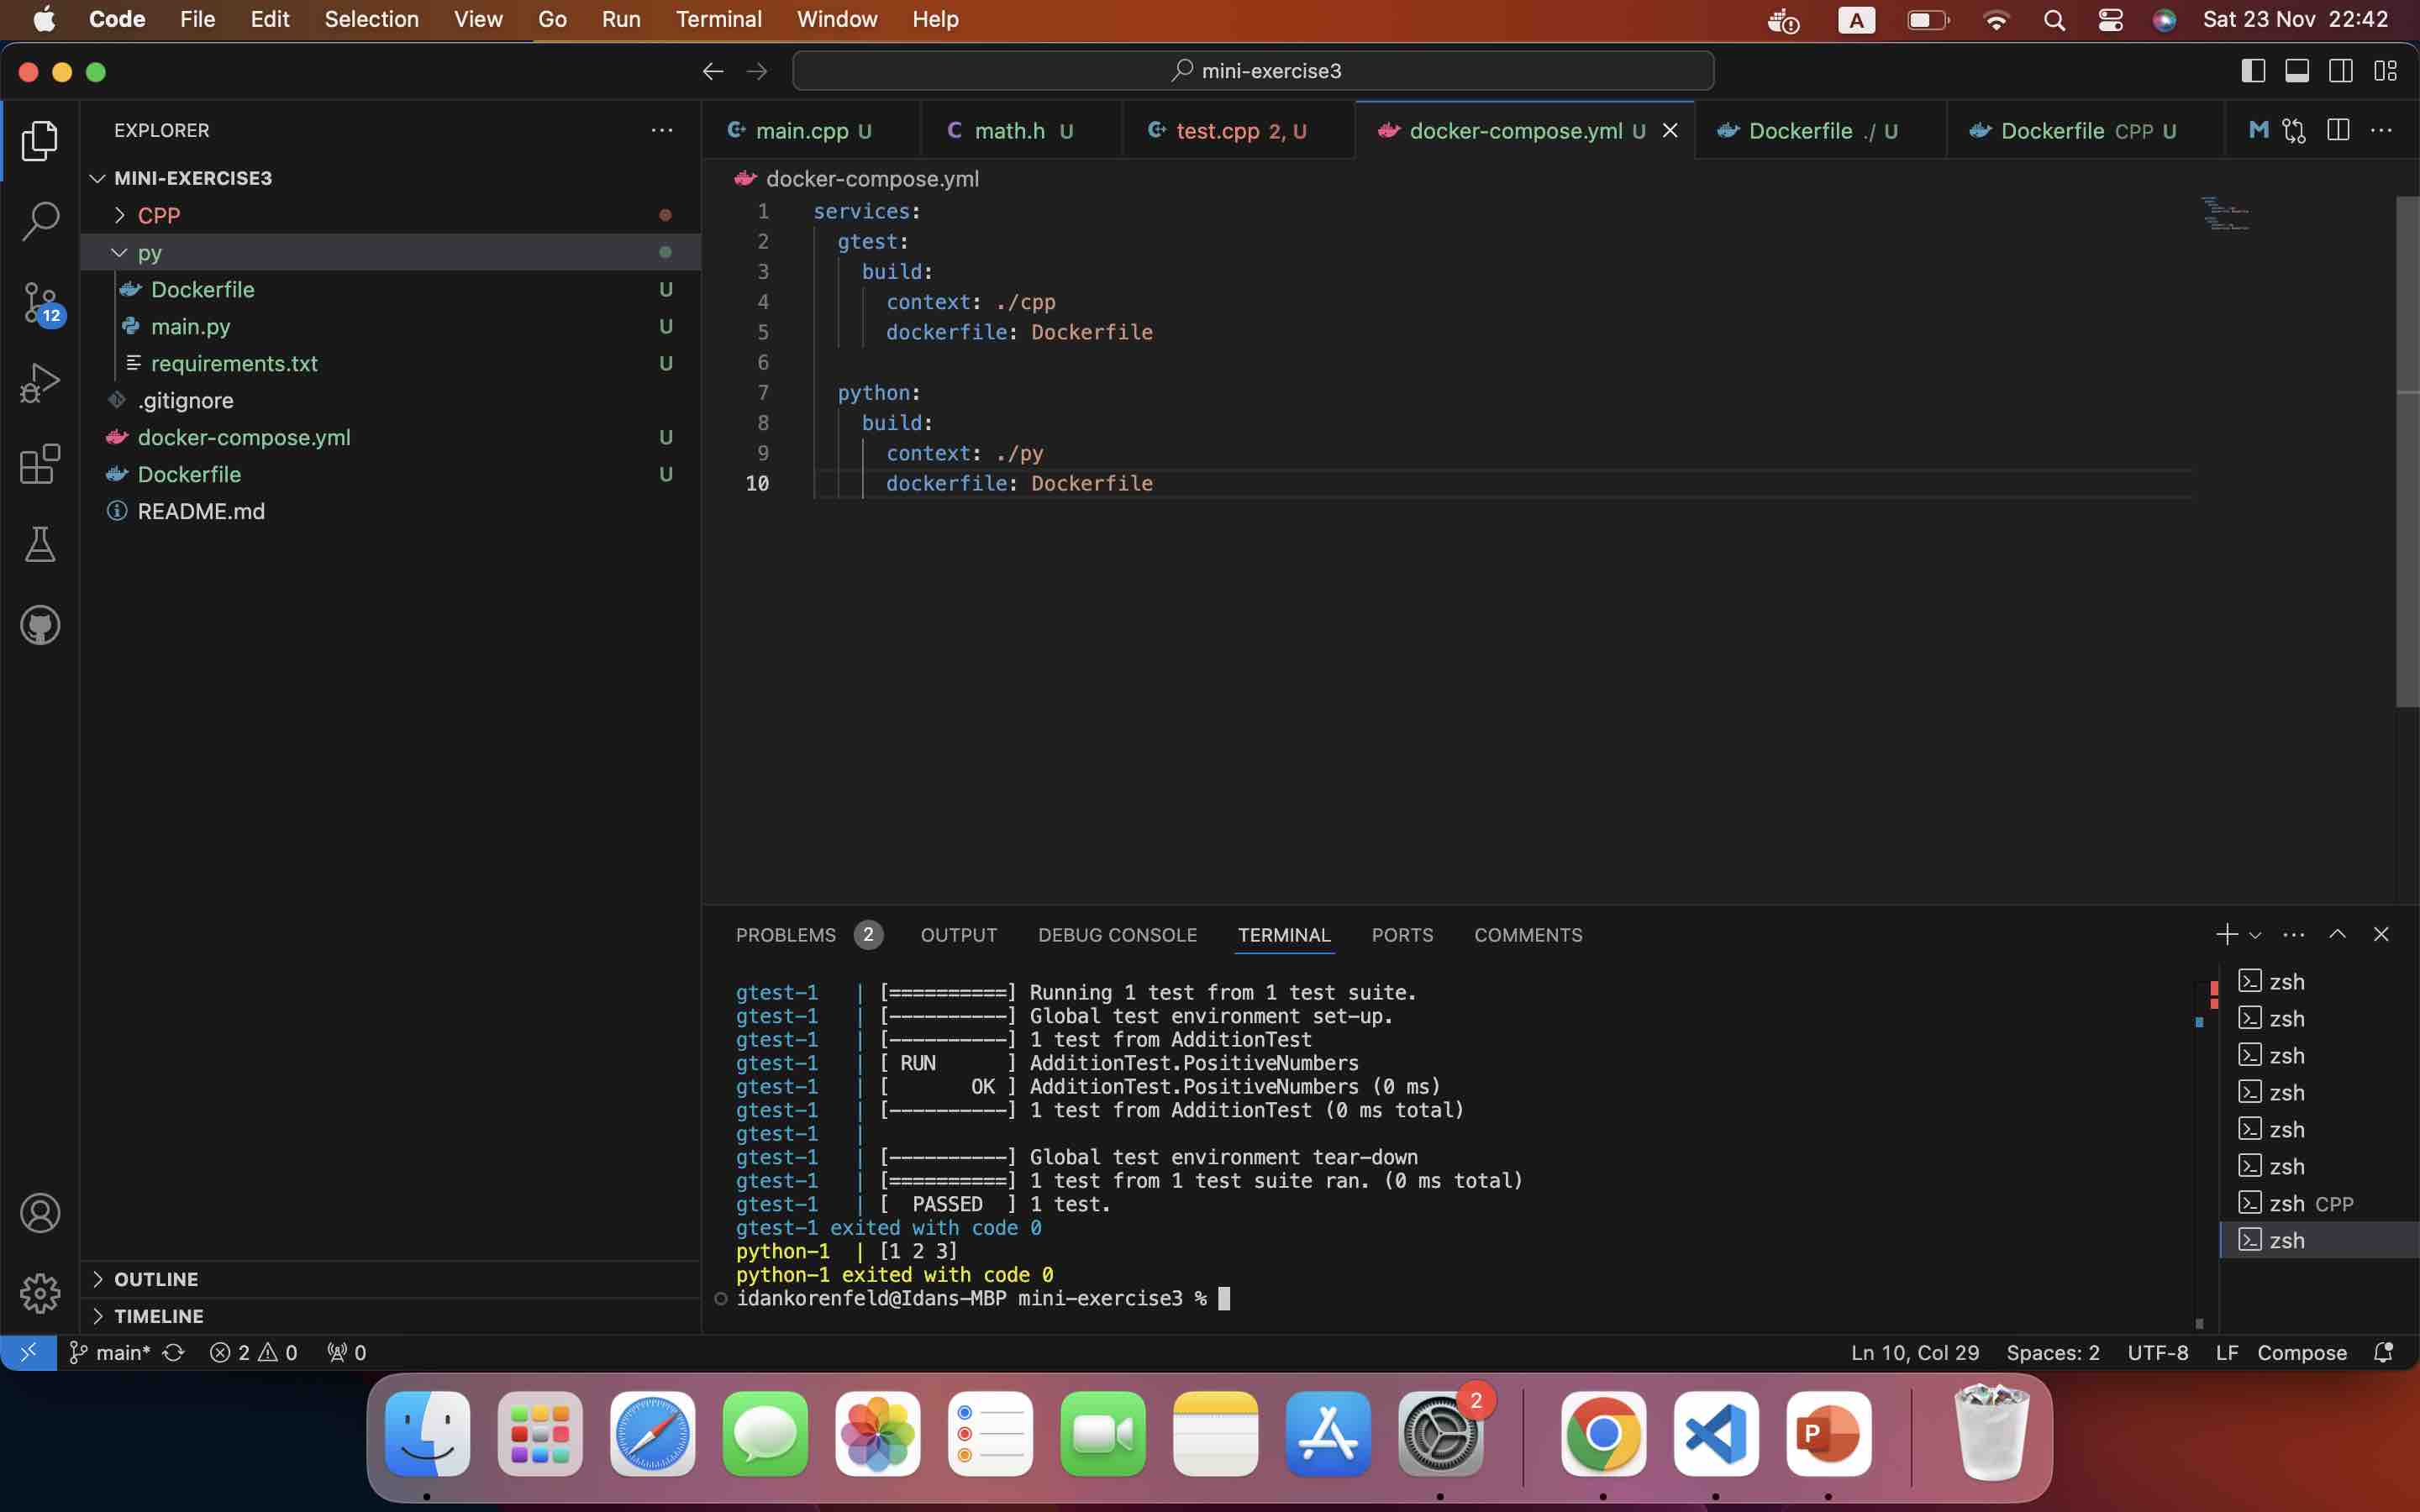 Code File Edit Selection View Go Run Terminal Window Help A Sat 23 Nov 22:42
mini-exercise3
EXPLORER
MINI-EXERCISE3
CPP
py
Dockerfile U
main.py U
requirements.txt U
.gitignore
docker-compose.yml U
Dockerfile U
README.md
12
OUTLINE
TIMELINE
main.cpp U
C math.h U
test.cpp 2, U
docker-compose.yml U
Dockerfile ./ U
Dockerfile CPP U
M
docker-compose.yml
1 services:
2 gtest:
3 build:
4 context: ./cpp
5 dockerfile: Dockerfile
6
7 python:
8 build:
9 context: ./py
10 dockerfile: Dockerfile
PROBLEMS 2 OUTPUT DEBUG CONSOLE TERMINAL PORTS COMMENTS
gtest-1 | [==========] Running 1 test from 1 test suite.
gtest-1 | [----------] Global test environment set-up.
gtest-1 | [----------] 1 test from AdditionTest
gtest-1 | [ RUN      ] AdditionTest.PositiveNumbers
gtest-1 | [       OK ] AdditionTest.PositiveNumbers (0 ms)
gtest-1 | [----------] 1 test from AdditionTest (0 ms total)
gtest-1 |
gtest-1 | [----------] Global test environment tear-down
gtest-1 | [==========] 1 test from 1 test suite ran. (0 ms total)
gtest-1 | [  PASSED  ] 1 test.
gtest-1 exited with code 0
python-1 | [1 2 3]
python-1 exited with code 0
idankorenfeld@Idans-MBP mini-exercise3 %
zsh
zsh
zsh
zsh
zsh
zsh
zsh CPP
zsh
main* 2 0 0 Ln 10, Col 29 Spaces: 2 UTF-8 LF Compose
2
P